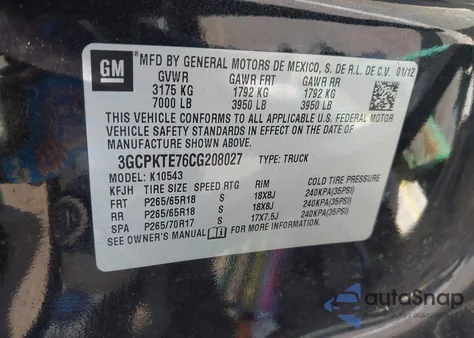 GM
MFD BY GENERAL MOTORS DE MEXICO, S. DE R.L. DE C.V. 01/12
GVWR GAWR FRT GAWR RR
3175 KG 1792 KG 1792 KG
7000 LB 3950 LB 3950 LB
THIS VEHICLE CONFORMS TO ALL APPLICABLE U.S. FEDERAL MOTOR
VEHICLE SAFETY STANDARDS IN EFFECT ON THE DATE OF
MANUFACTURE SHOWN ABOVE.
3GCPKTE76CG208027 TYPE: TRUCK
MODEL: K10543
KFJH TIRE SIZE SPEED RTG RIM COLD TIRE PRESSURE
FRT P265/65R18 S 18X8J 240KPA(35PSI)
RR P265/65R18 S 18X8J 240KPA(35PSI)
SPA P265/70R17 S 17X7.5J 240KPA(35PSI)
SEE OWNER'S MANUAL FOR MORE INFORMATION.
autoSnap